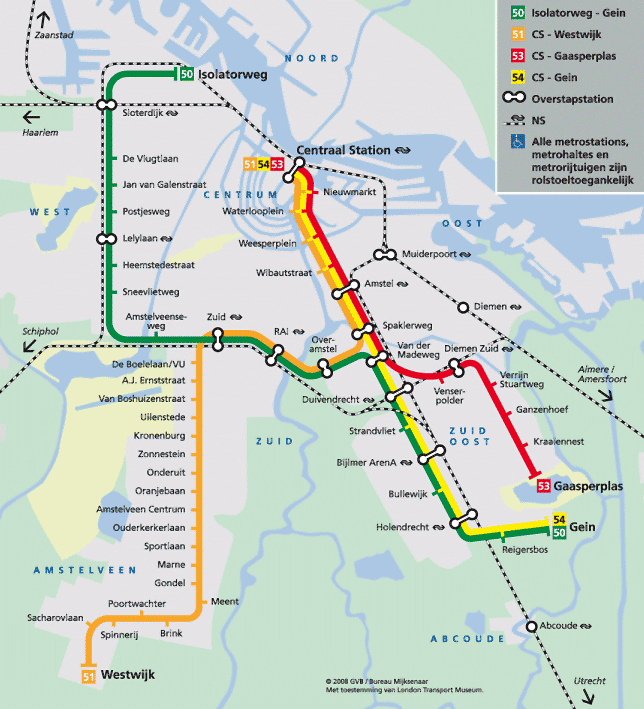 Zaanstad
Haarlem
Schiphol
NOORD
CENTRUM
WEST
OOST
ZUID
ZUID
OOST
AMSTELVEEN
ABCOUDE
Almere /
Amersfoort
Utrecht
50 Isolatorweg - Gein
51 CS - Westwijk
53 CS - Gaasperplas
54 CS - Gein
Overstapstation
NS
Alle metrostations,
metrohaltes en
metrorijtuigen zijn
rolstoeltoegankelijk
50 Isolatorweg
Sloterdijk
De Vlugtlaan
Jan van Galenstraat
Postjesweg
Lelylaan
Heemstedestraat
Sneevlietweg
Amstelveense-
weg
Zuid
RAI
Over-
amstel
51 54 53
Centraal Station
Nieuwmarkt
Waterlooplein
Weesperplein
Wibautstraat
Muiderpoort
Amstel
Spaklerweg
Van der
Madeweg
Diemen
Diemen Zuid
Venser-
polder
Verrijn
Stuartweg
Ganzenhoef
Kraaiennest
53 Gaasperplas
Duivendrecht
Strandvliet
Bijlmer ArenA
Bullewijk
Holendrecht
Reigersbos
54
50
Gein
Abcoude
De Boelelaan/VU
A.J. Ernststraat
Van Boshuizenstraat
Uilenstede
Kronenburg
Zonnestein
Onderuit
Oranjebaan
Amstelveen Centrum
Ouderkerkerlaan
Sportlaan
Marne
Gondel
Meent
Poortwachter
Sacharovlaan
Spinnerij
Brink
51 Westwijk
© 2008 GVB / Bureau Mijksenaar
Met toestemming van London Transport Museum.